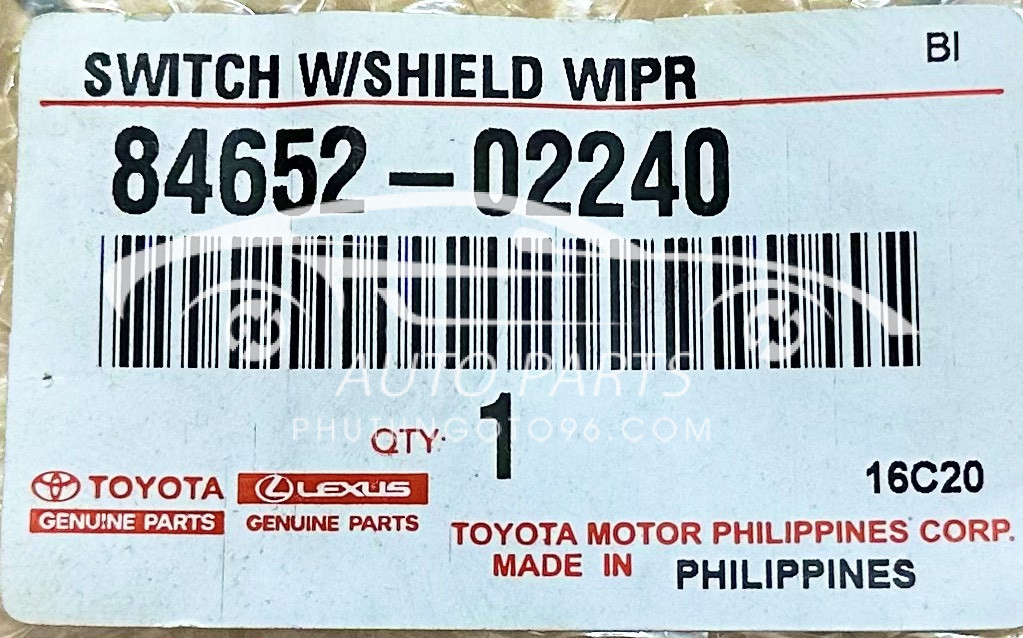 BI
SWITCH W/SHIELD WIPR
84652-02240
AUTO PARTS
PHUTUNGOTO96.COM
QTY: 1
16C20
TOYOTA LEXUS
GENUINE PARTS GENUINE PARTS
TOYOTA MOTOR PHILIPPINES CORP.
MADE IN PHILIPPINES